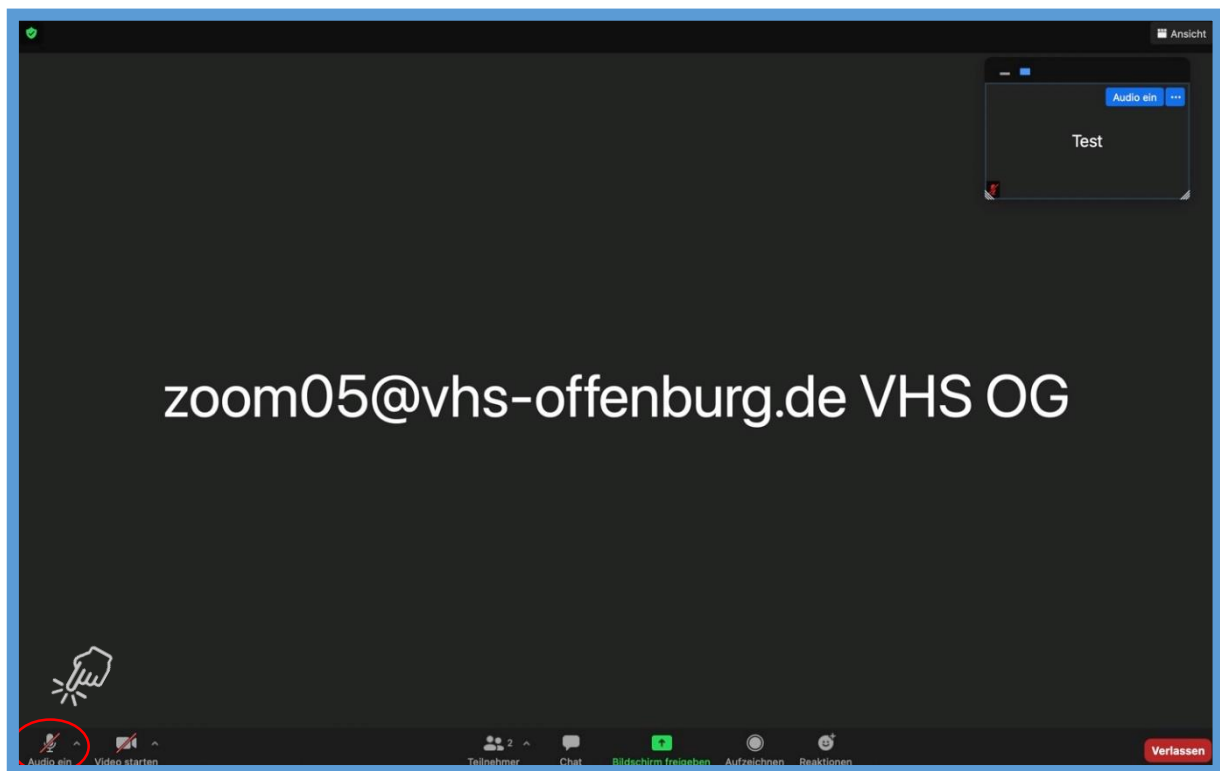 Ansicht
Audio ein
Test
zoom05@vhs-offenburg.de VHS OG
Audio ein
Video starten
2
Teilnehmer
Chat
Bildschirm freigeben
Aufzeichnen
Reaktionen
Verlassen